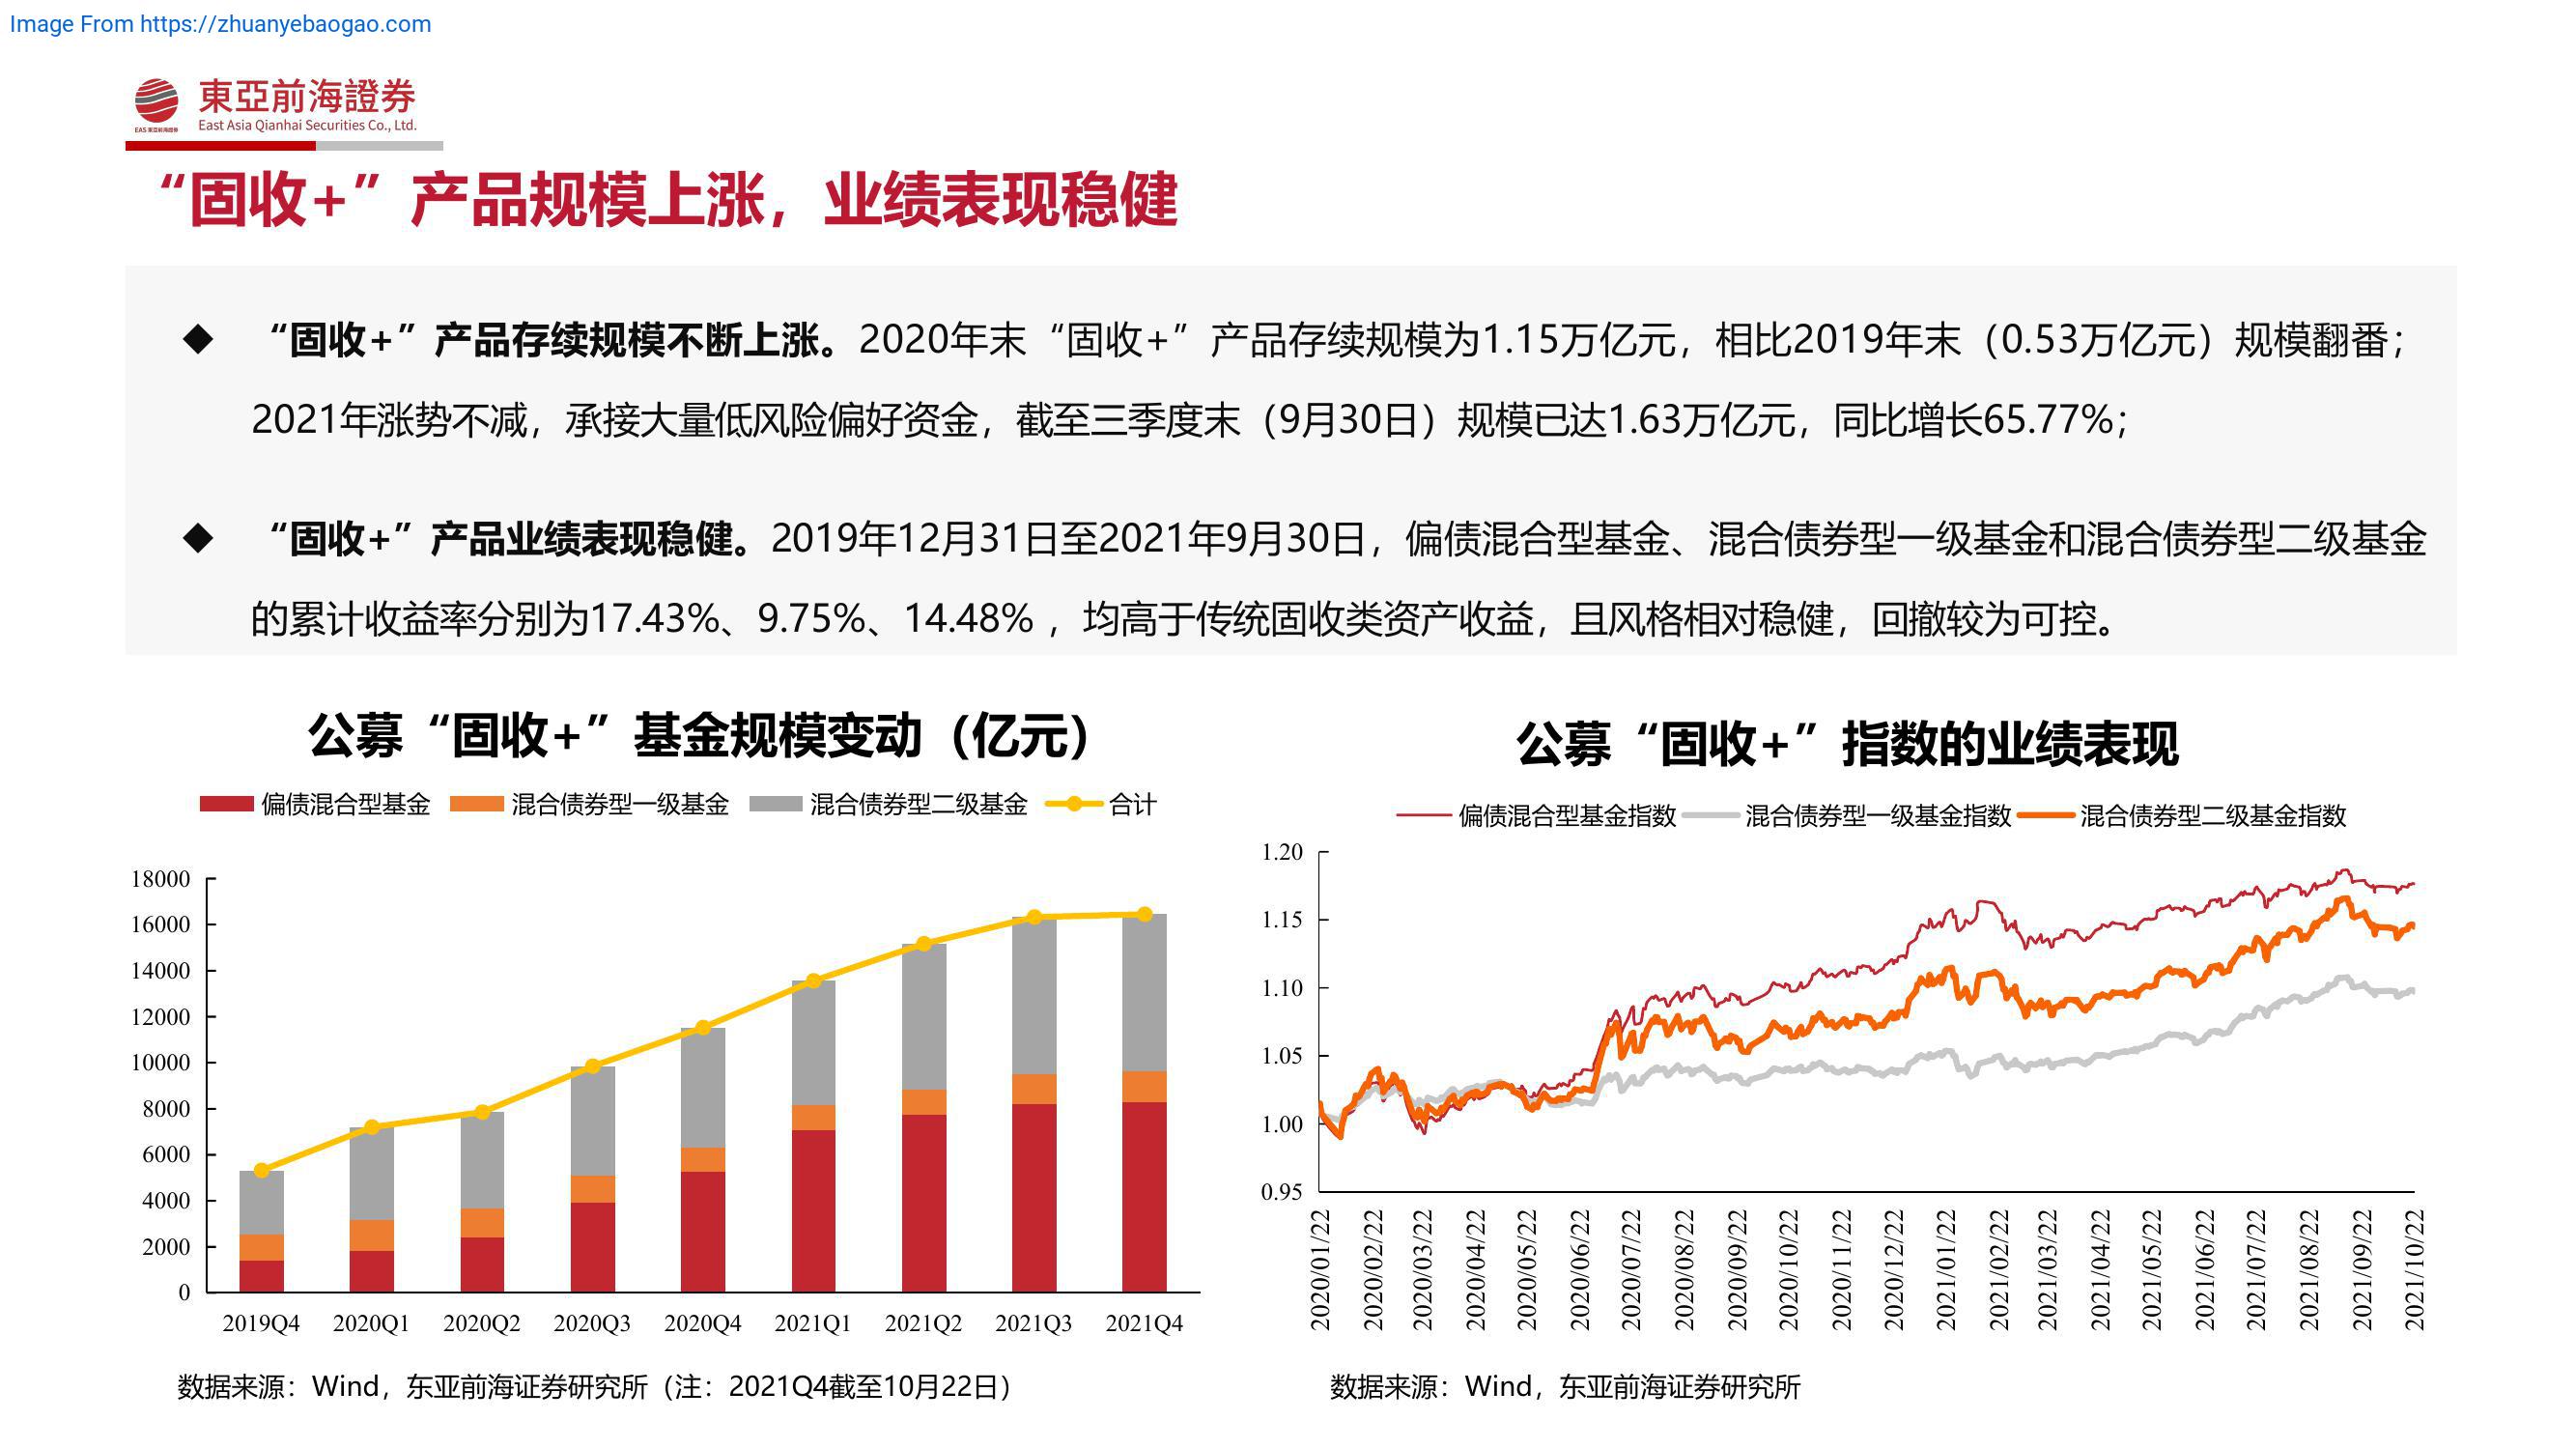 Image From https://zhuanyebaogao.com
東亞前海證券
East Asia Qianhai Securities Co., Ltd.
EAS 東亞前海證券
“固收+”产品规模上涨，业绩表现稳健
◆ “固收+”产品存续规模不断上涨。2020年末“固收+”产品存续规模为1.15万亿元，相比2019年末（0.53万亿元）规模翻番；
2021年涨势不减，承接大量低风险偏好资金，截至三季度末（9月30日）规模已达1.63万亿元，同比增长65.77%；
◆ “固收+”产品业绩表现稳健。2019年12月31日至2021年9月30日，偏债混合型基金、混合债券型一级基金和混合债券型二级基金
的累计收益率分别为17.43%、9.75%、14.48% ，均高于传统固收类资产收益，且风格相对稳健，回撤较为可控。
公募“固收+”基金规模变动（亿元）
偏债混合型基金 混合债券型一级基金 混合债券型二级基金 合计
18000
16000
14000
12000
10000
8000
6000
4000
2000
0
2019Q4 2020Q1 2020Q2 2020Q3 2020Q4 2021Q1 2021Q2 2021Q3 2021Q4
数据来源：Wind，东亚前海证券研究所（注：2021Q4截至10月22日）
公募“固收+”指数的业绩表现
偏债混合型基金指数 混合债券型一级基金指数 混合债券型二级基金指数
1.20
1.15
1.10
1.05
1.00
0.95
2020/01/22 2020/02/22 2020/03/22 2020/04/22 2020/05/22 2020/06/22 2020/07/22 2020/08/22 2020/09/22 2020/10/22 2020/11/22 2020/12/22 2021/01/22 2021/02/22 2021/03/22 2021/04/22 2021/05/22 2021/06/22 2021/07/22 2021/08/22 2021/09/22 2021/10/22
数据来源：Wind，东亚前海证券研究所